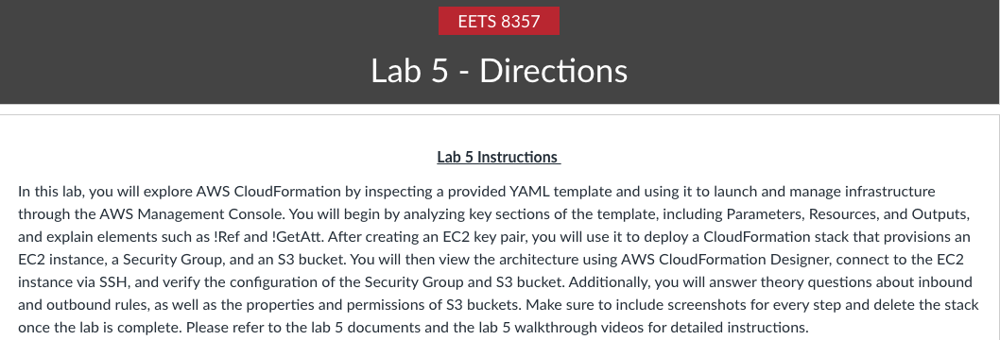 EETS 8357
Lab 5 - Directions
Lab 5 Instructions
In this lab, you will explore AWS CloudFormation by inspecting a provided YAML template and using it to launch and manage infrastructure
through the AWS Management Console. You will begin by analyzing key sections of the template, including Parameters, Resources, and Outputs,
and explain elements such as !Ref and !GetAtt. After creating an EC2 key pair, you will use it to deploy a CloudFormation stack that provisions an
EC2 instance, a Security Group, and an S3 bucket. You will then view the architecture using AWS CloudFormation Designer, connect to the EC2
instance via SSH, and verify the configuration of the Security Group and S3 bucket. Additionally, you will answer theory questions about inbound
and outbound rules, as well as the properties and permissions of S3 buckets. Make sure to include screenshots for every step and delete the stack
once the lab is complete. Please refer to the lab 5 documents and the lab 5 walkthrough videos for detailed instructions.